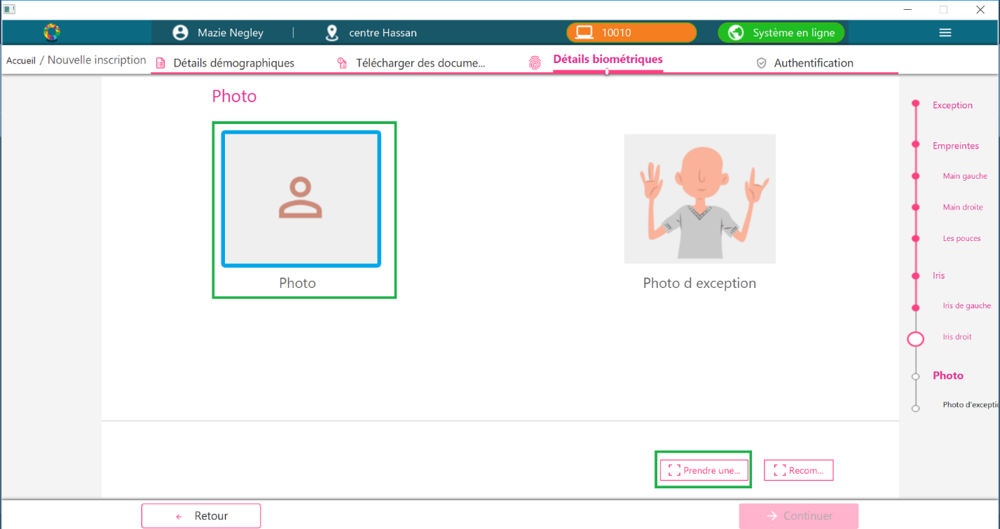 Mazie Negley | centre Hassan 10010 Système en ligne
Accueil / Nouvelle inscription Détails démographiques Télécharger des docume... Détails biométriques Authentification
Photo
Photo
Photo d exception
Exception
Empreintes
Main gauche
Main droite
Les pouces
Iris
Iris de gauche
Iris droit
Photo
Photo d'exceptio
Prendre une... Recom...
Retour Continuer